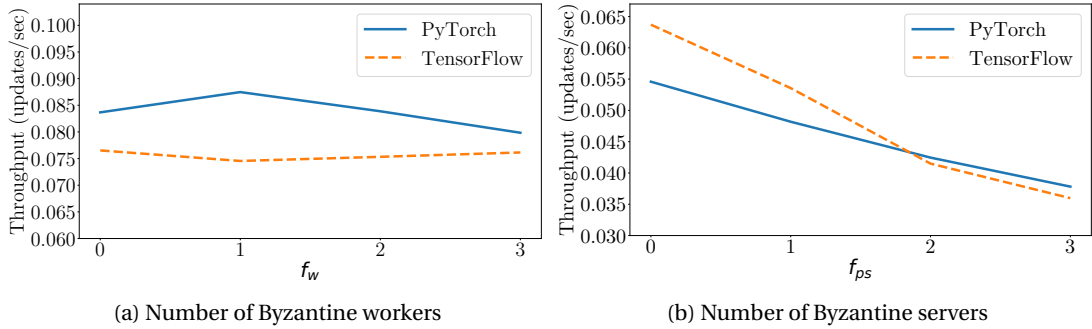 Throughput (updates/sec)
0.100
0.095
0.090
0.085
0.080
0.075
0.070
0.065
0.060
PyTorch
TensorFlow
0 1 2 3
f_w
(a) Number of Byzantine workers
Throughput (updates/sec)
0.065
0.060
0.055
0.050
0.045
0.040
0.035
0.030
PyTorch
TensorFlow
0 1 2 3
f_ps
(b) Number of Byzantine servers